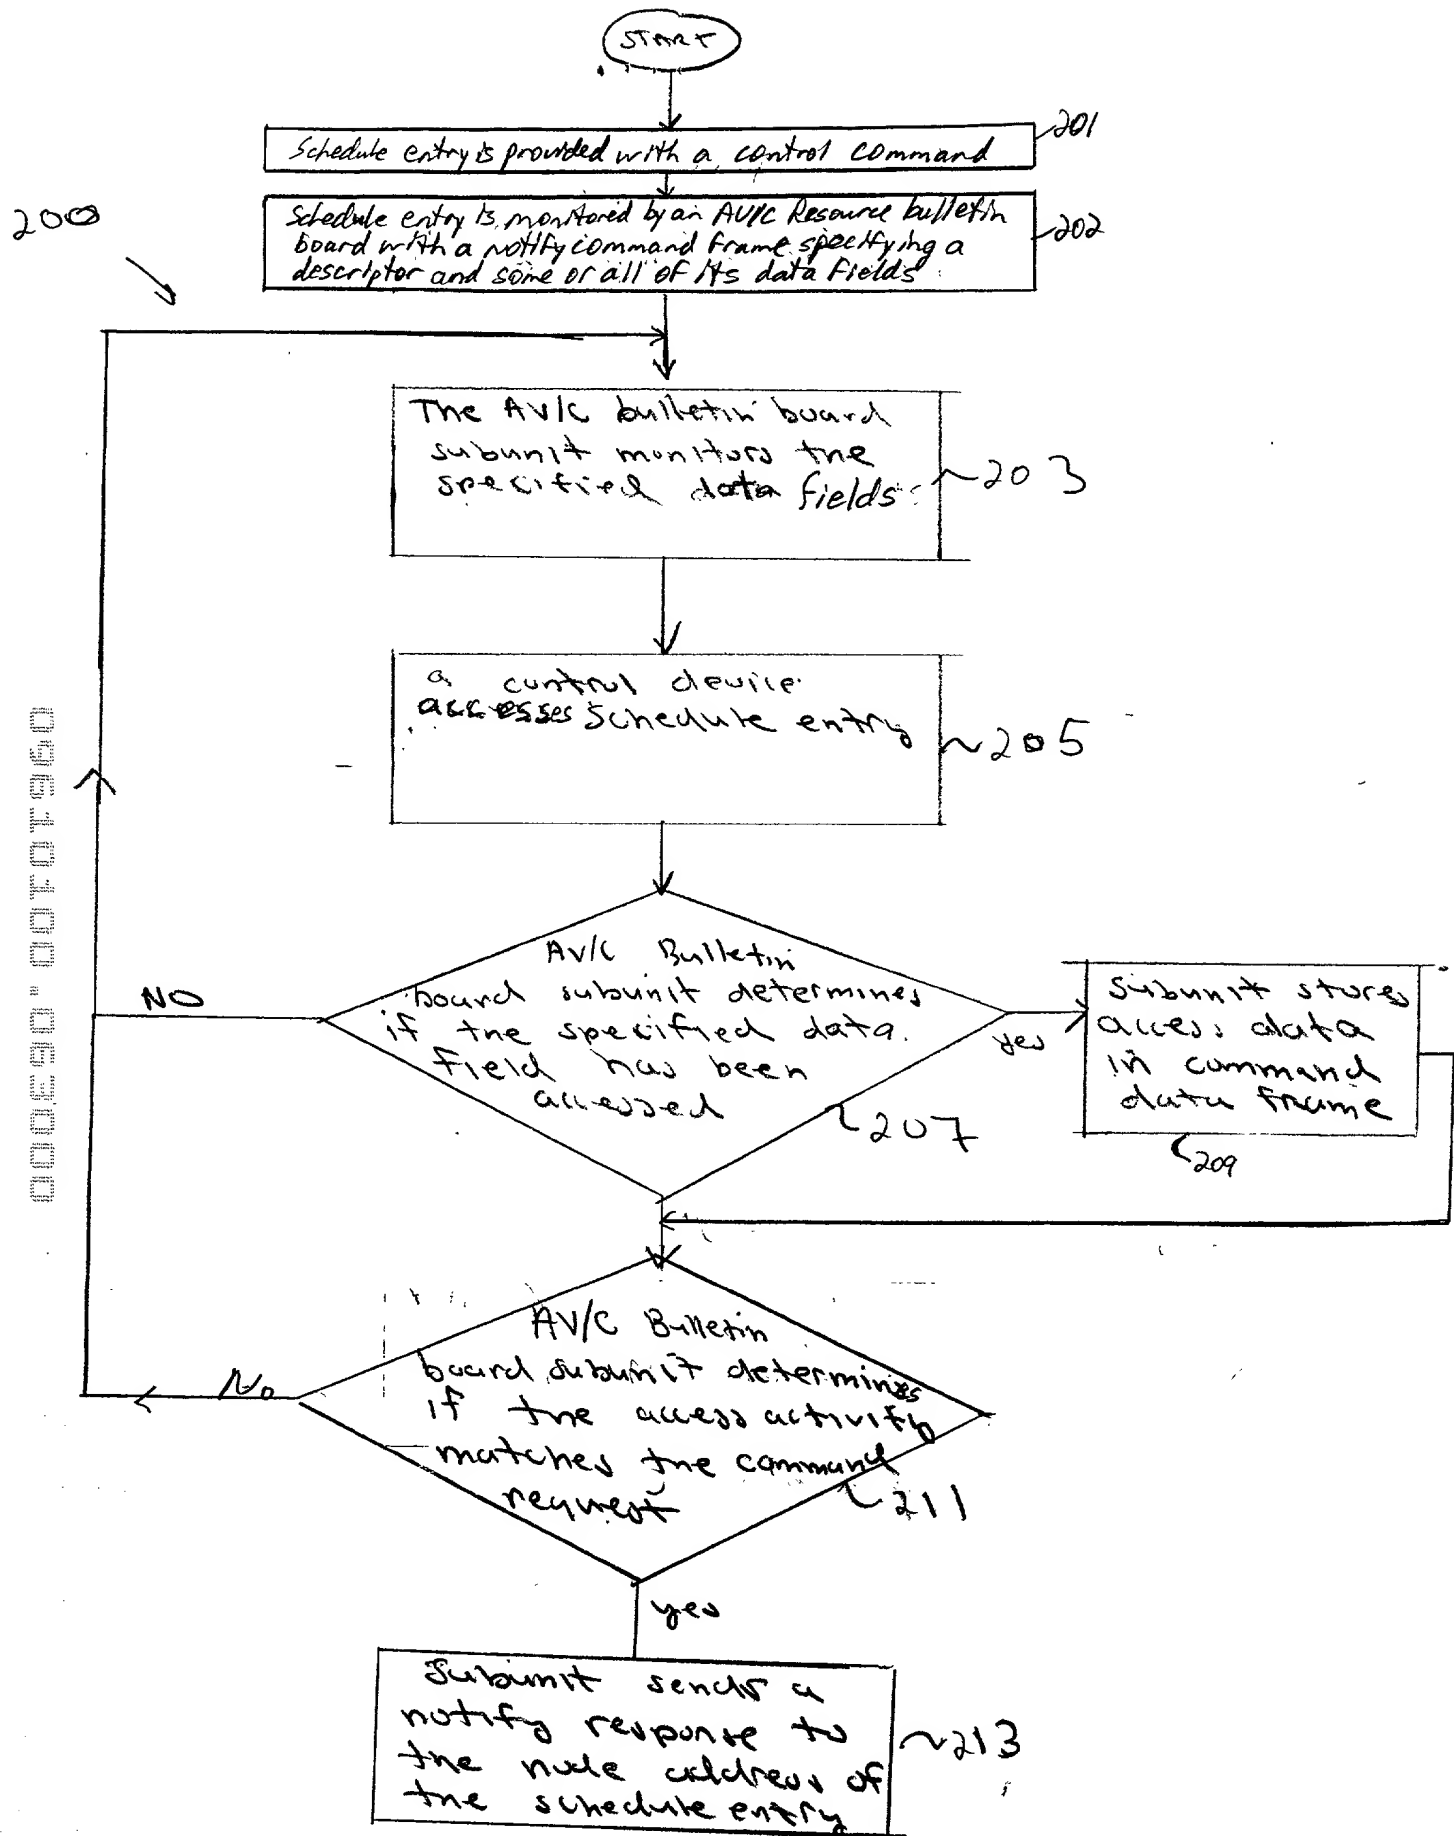 START
Schedule entry is provided with a control command
201
200
Schedule entry is monitored by an AV/C Resource bulletin
board with a notify command frame specifying a
descriptor and some or all of its data fields
202
The AV/C bulletin board
subunit monitors the
specified data fields
203
a control device
accesses schedule entry
205
AV/C Bulletin
board subunit determines
if the specified data
field has been
accessed
207
NO
yes
Subunit stores
access data
in command
data frame
209
AV/C Bulletin
board subunit determines
if the access activity
matches the command
request
211
No
yes
Subunit sends a
notify response to
the node address of
the schedule entry
213